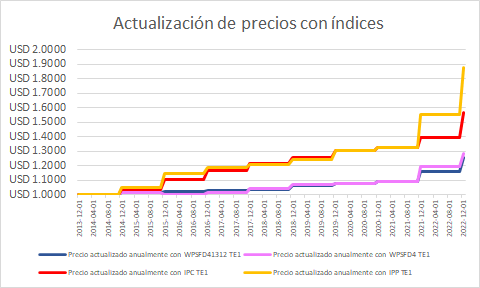 Actualización de precios con índices
USD 2.0000
USD 1.9000
USD 1.8000
USD 1.7000
USD 1.6000
USD 1.5000
USD 1.4000
USD 1.3000
USD 1.2000
USD 1.1000
USD 1.0000
2013-12-01
2014-04-01
2014-08-01
2014-12-01
2015-04-01
2015-08-01
2015-12-01
2016-04-01
2016-08-01
2016-12-01
2017-04-01
2017-08-01
2017-12-01
2018-04-01
2018-08-01
2018-12-01
2019-04-01
2019-08-01
2019-12-01
2020-04-01
2020-08-01
2020-12-01
2021-04-01
2021-08-01
2021-12-01
2022-04-01
2022-08-01
2022-12-01
Precio actualizado anualmente con WPSFD41312 TE1
Precio actualizado anualmente con WPSFD4 TE1
Precio actualizado anualmente con IPC TE1
Precio actualizado anualmente con IPP TE1